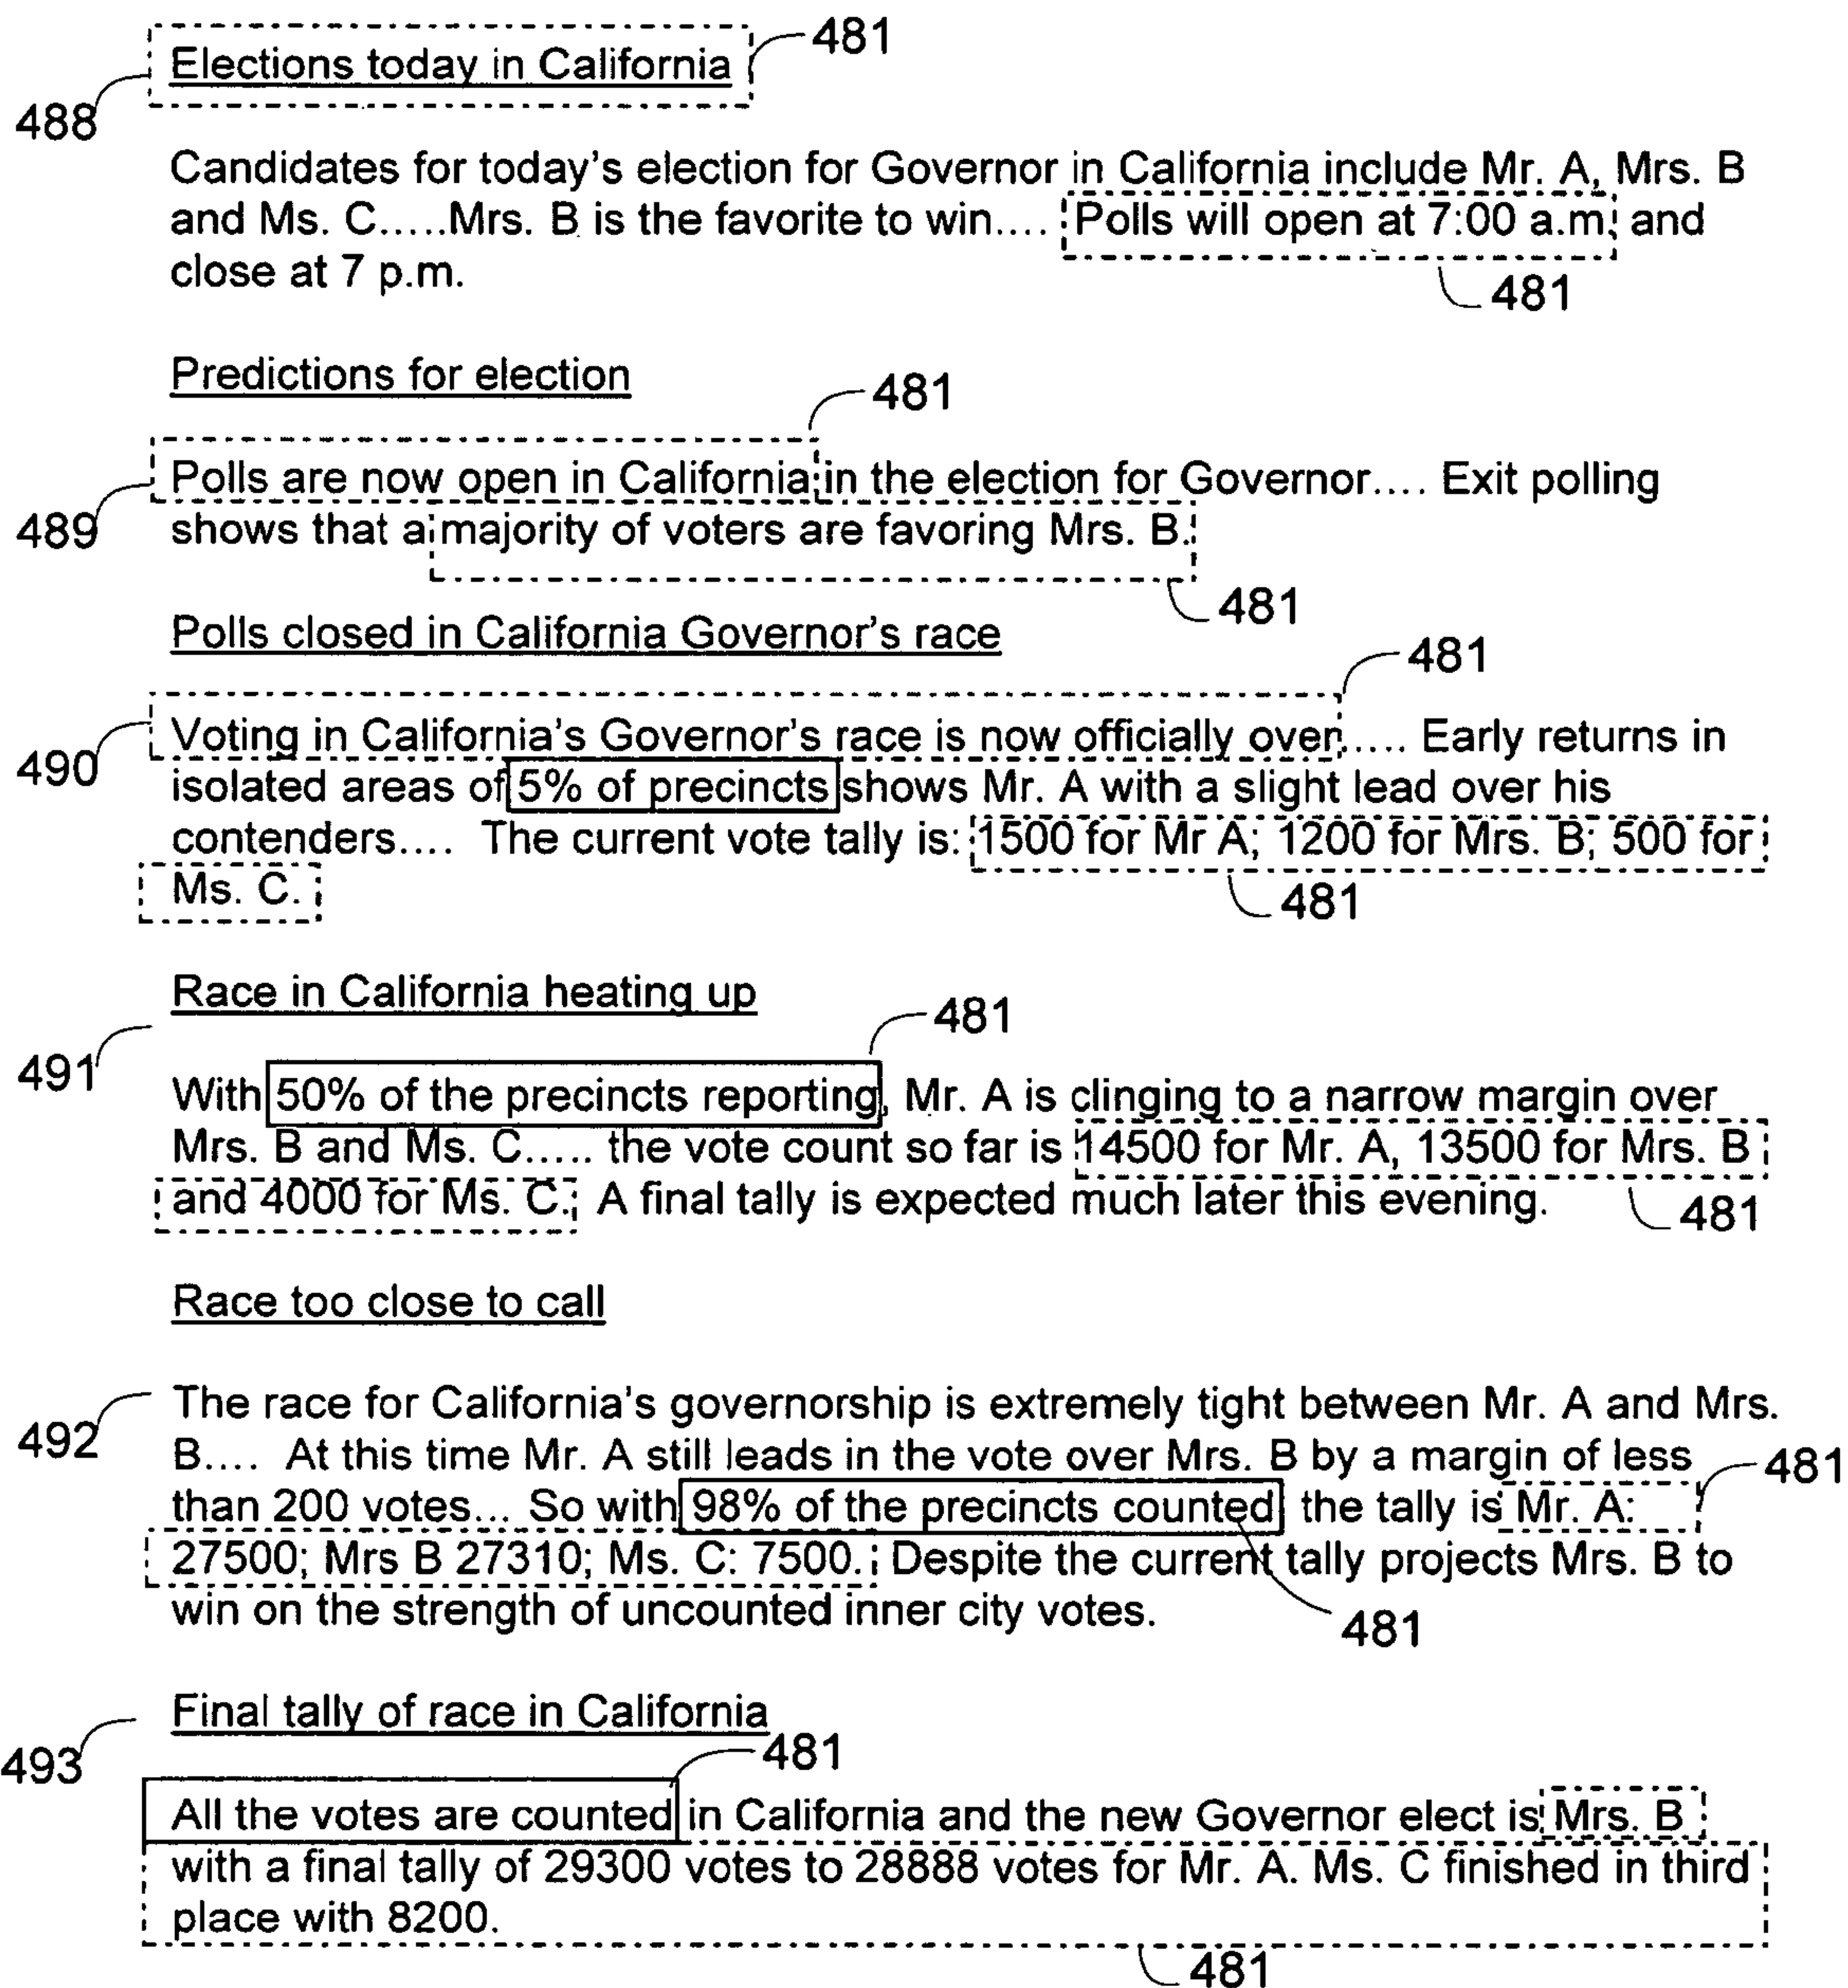 Elections today in California 481
488
Candidates for today's election for Governor in California include Mr. A, Mrs. B
and Ms. C.....Mrs. B is the favorite to win.... Polls will open at 7:00 a.m. and
close at 7 p.m.
481
Predictions for election
481
Polls are now open in California in the election for Governor.... Exit polling
489
shows that a majority of voters are favoring Mrs. B.
481
Polls closed in California Governor's race
481
Voting in California's Governor's race is now officially over..... Early returns in
490
isolated areas of 5% of precincts shows Mr. A with a slight lead over his
contenders.... The current vote tally is: 1500 for Mr A; 1200 for Mrs. B; 500 for
Ms. C.
481
Race in California heating up
481
491
With 50% of the precincts reporting, Mr. A is clinging to a narrow margin over
Mrs. B and Ms. C..... the vote count so far is 14500 for Mr. A, 13500 for Mrs. B
and 4000 for Ms. C. A final tally is expected much later this evening.
481
Race too close to call
The race for California's governorship is extremely tight between Mr. A and Mrs.
492
B.... At this time Mr. A still leads in the vote over Mrs. B by a margin of less
481
than 200 votes... So with 98% of the precincts counted the tally is Mr. A:
27500; Mrs B 27310; Ms. C: 7500. Despite the current tally projects Mrs. B to
win on the strength of uncounted inner city votes.
481
Final tally of race in California
493
481
All the votes are counted in California and the new Governor elect is Mrs. B
with a final tally of 29300 votes to 28888 votes for Mr. A. Ms. C finished in third
place with 8200.
481